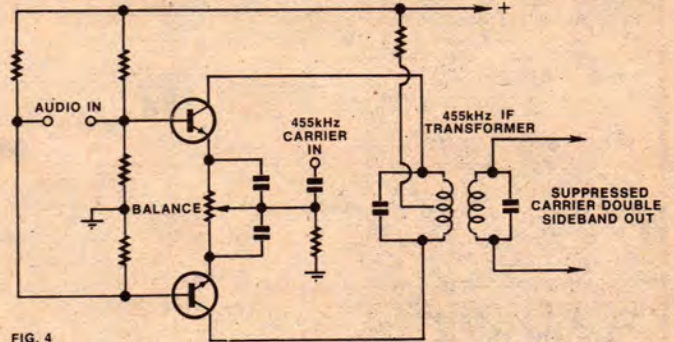 +
AUDIO IN
455kHz
CARRIER
IN
455kHz IF
TRANSFORMER
BALANCE
SUPPRESSED
CARRIER DOUBLE
SIDEBAND OUT
FIG. 4